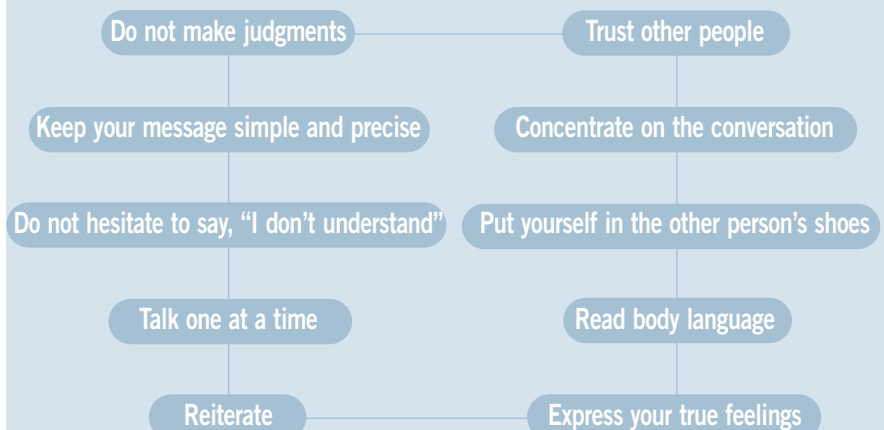 Do not make judgments
Trust other people
Keep your message simple and precise
Concentrate on the conversation
Do not hesitate to say, “I don’t understand”
Put yourself in the other person’s shoes
Talk one at a time
Read body language
Reiterate
Express your true feelings